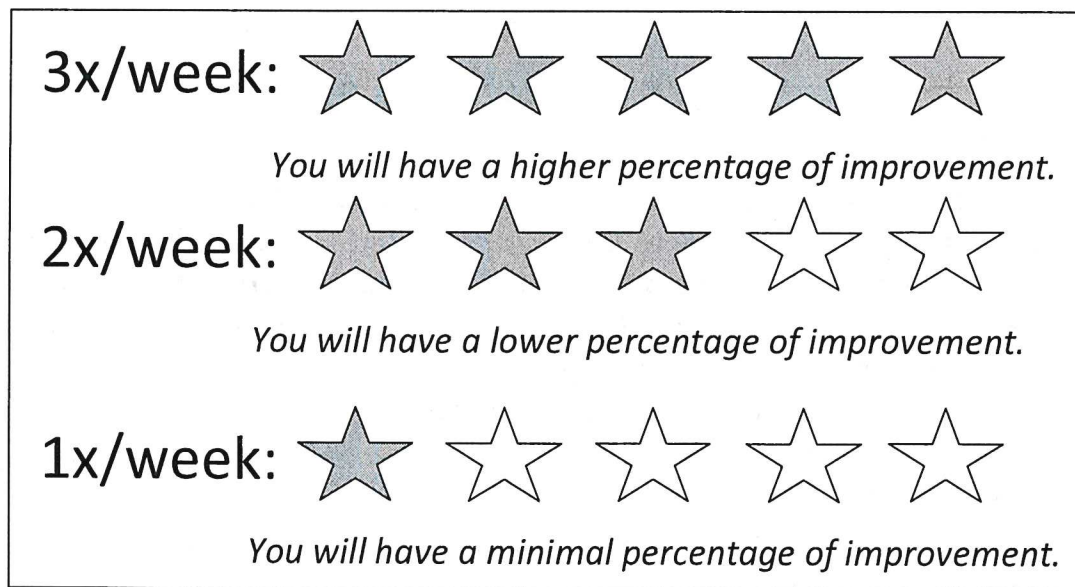 3x/week:
You will have a higher percentage of improvement.
2x/week:
You will have a lower percentage of improvement.
1x/week:
You will have a minimal percentage of improvement.